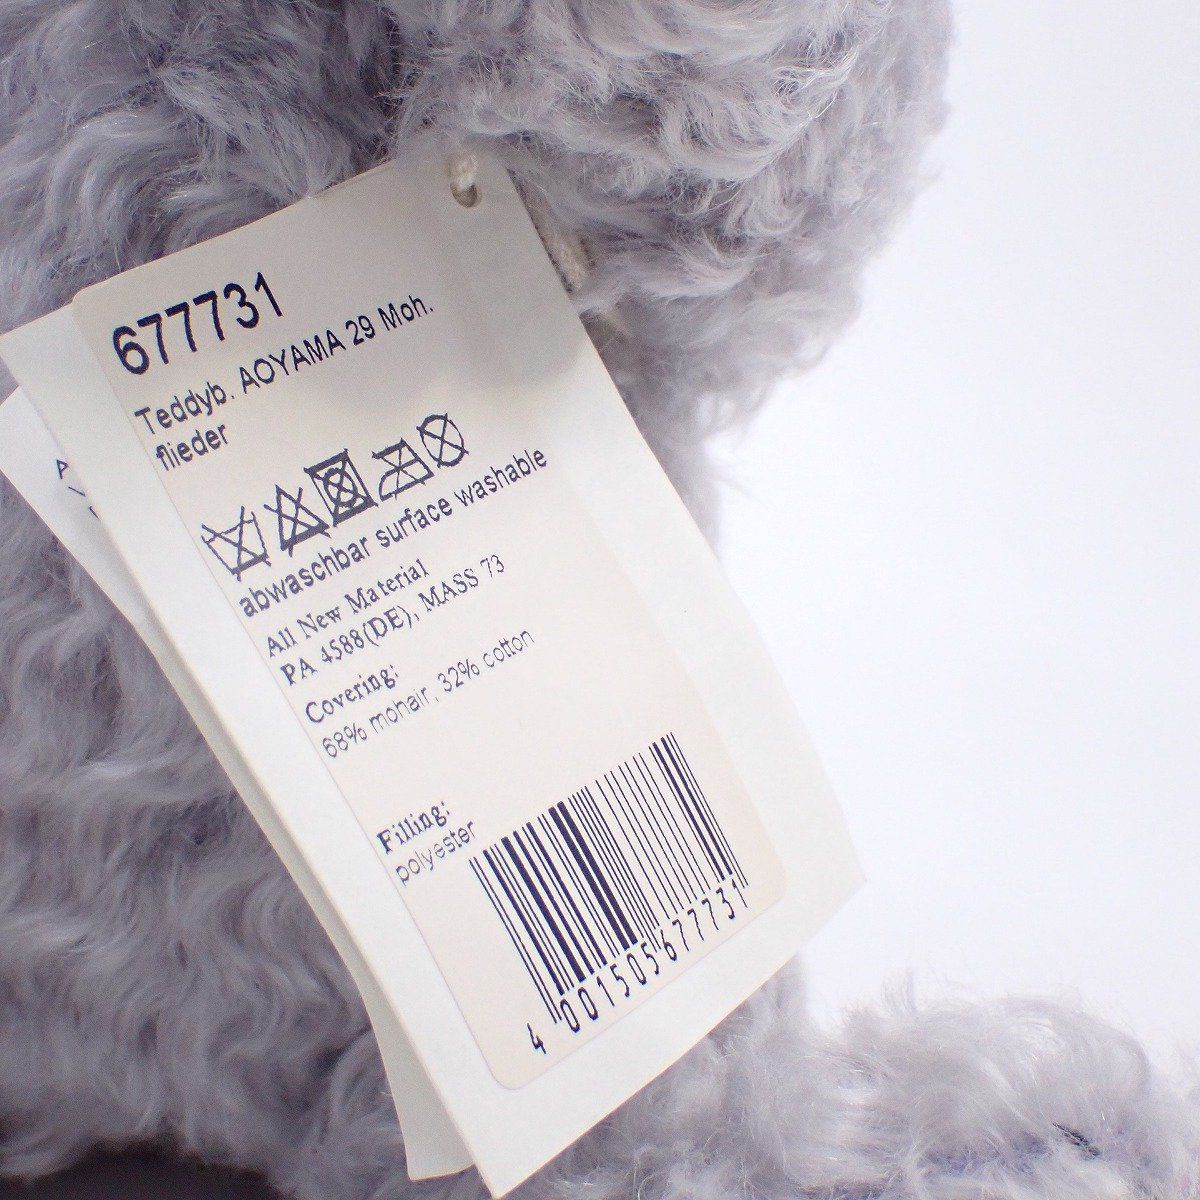 677731
Teddyb. AOYAMA 29 Moh.
flieder
abwaschbar surface washable
All New Material
PA 4588(DE), MASS 73
Covering:
68% mohair, 32% cotton
Filling:
polyester
4 001505 677731